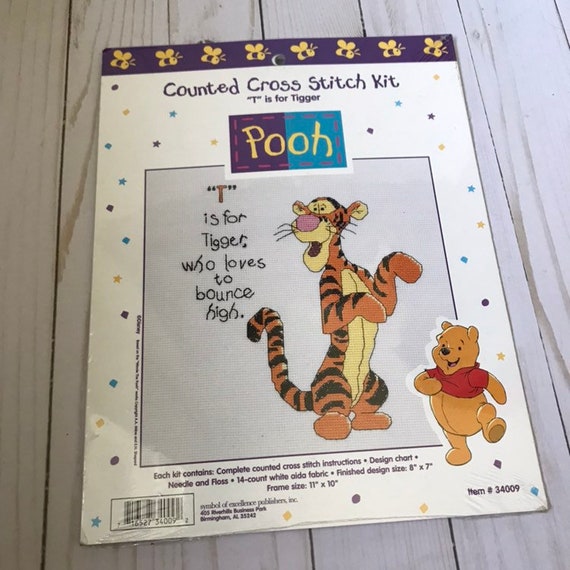 Counted Cross Stitch Kit
"T" is for Tigger
Pooh
"T"
is for
Tigger,
who loves
to
bounce
high.
©Disney
Each kit contains: Complete counted cross stitch instructions • Design chart •
Needle and Floss • 14-count white aida fabric • Finished design size: 8" x 7"
Frame size: 11" x 10"
Item # 34009
symbol of excellence publishers, inc.
405 Riverhills Business Park
Birmingham, AL 35242
34009